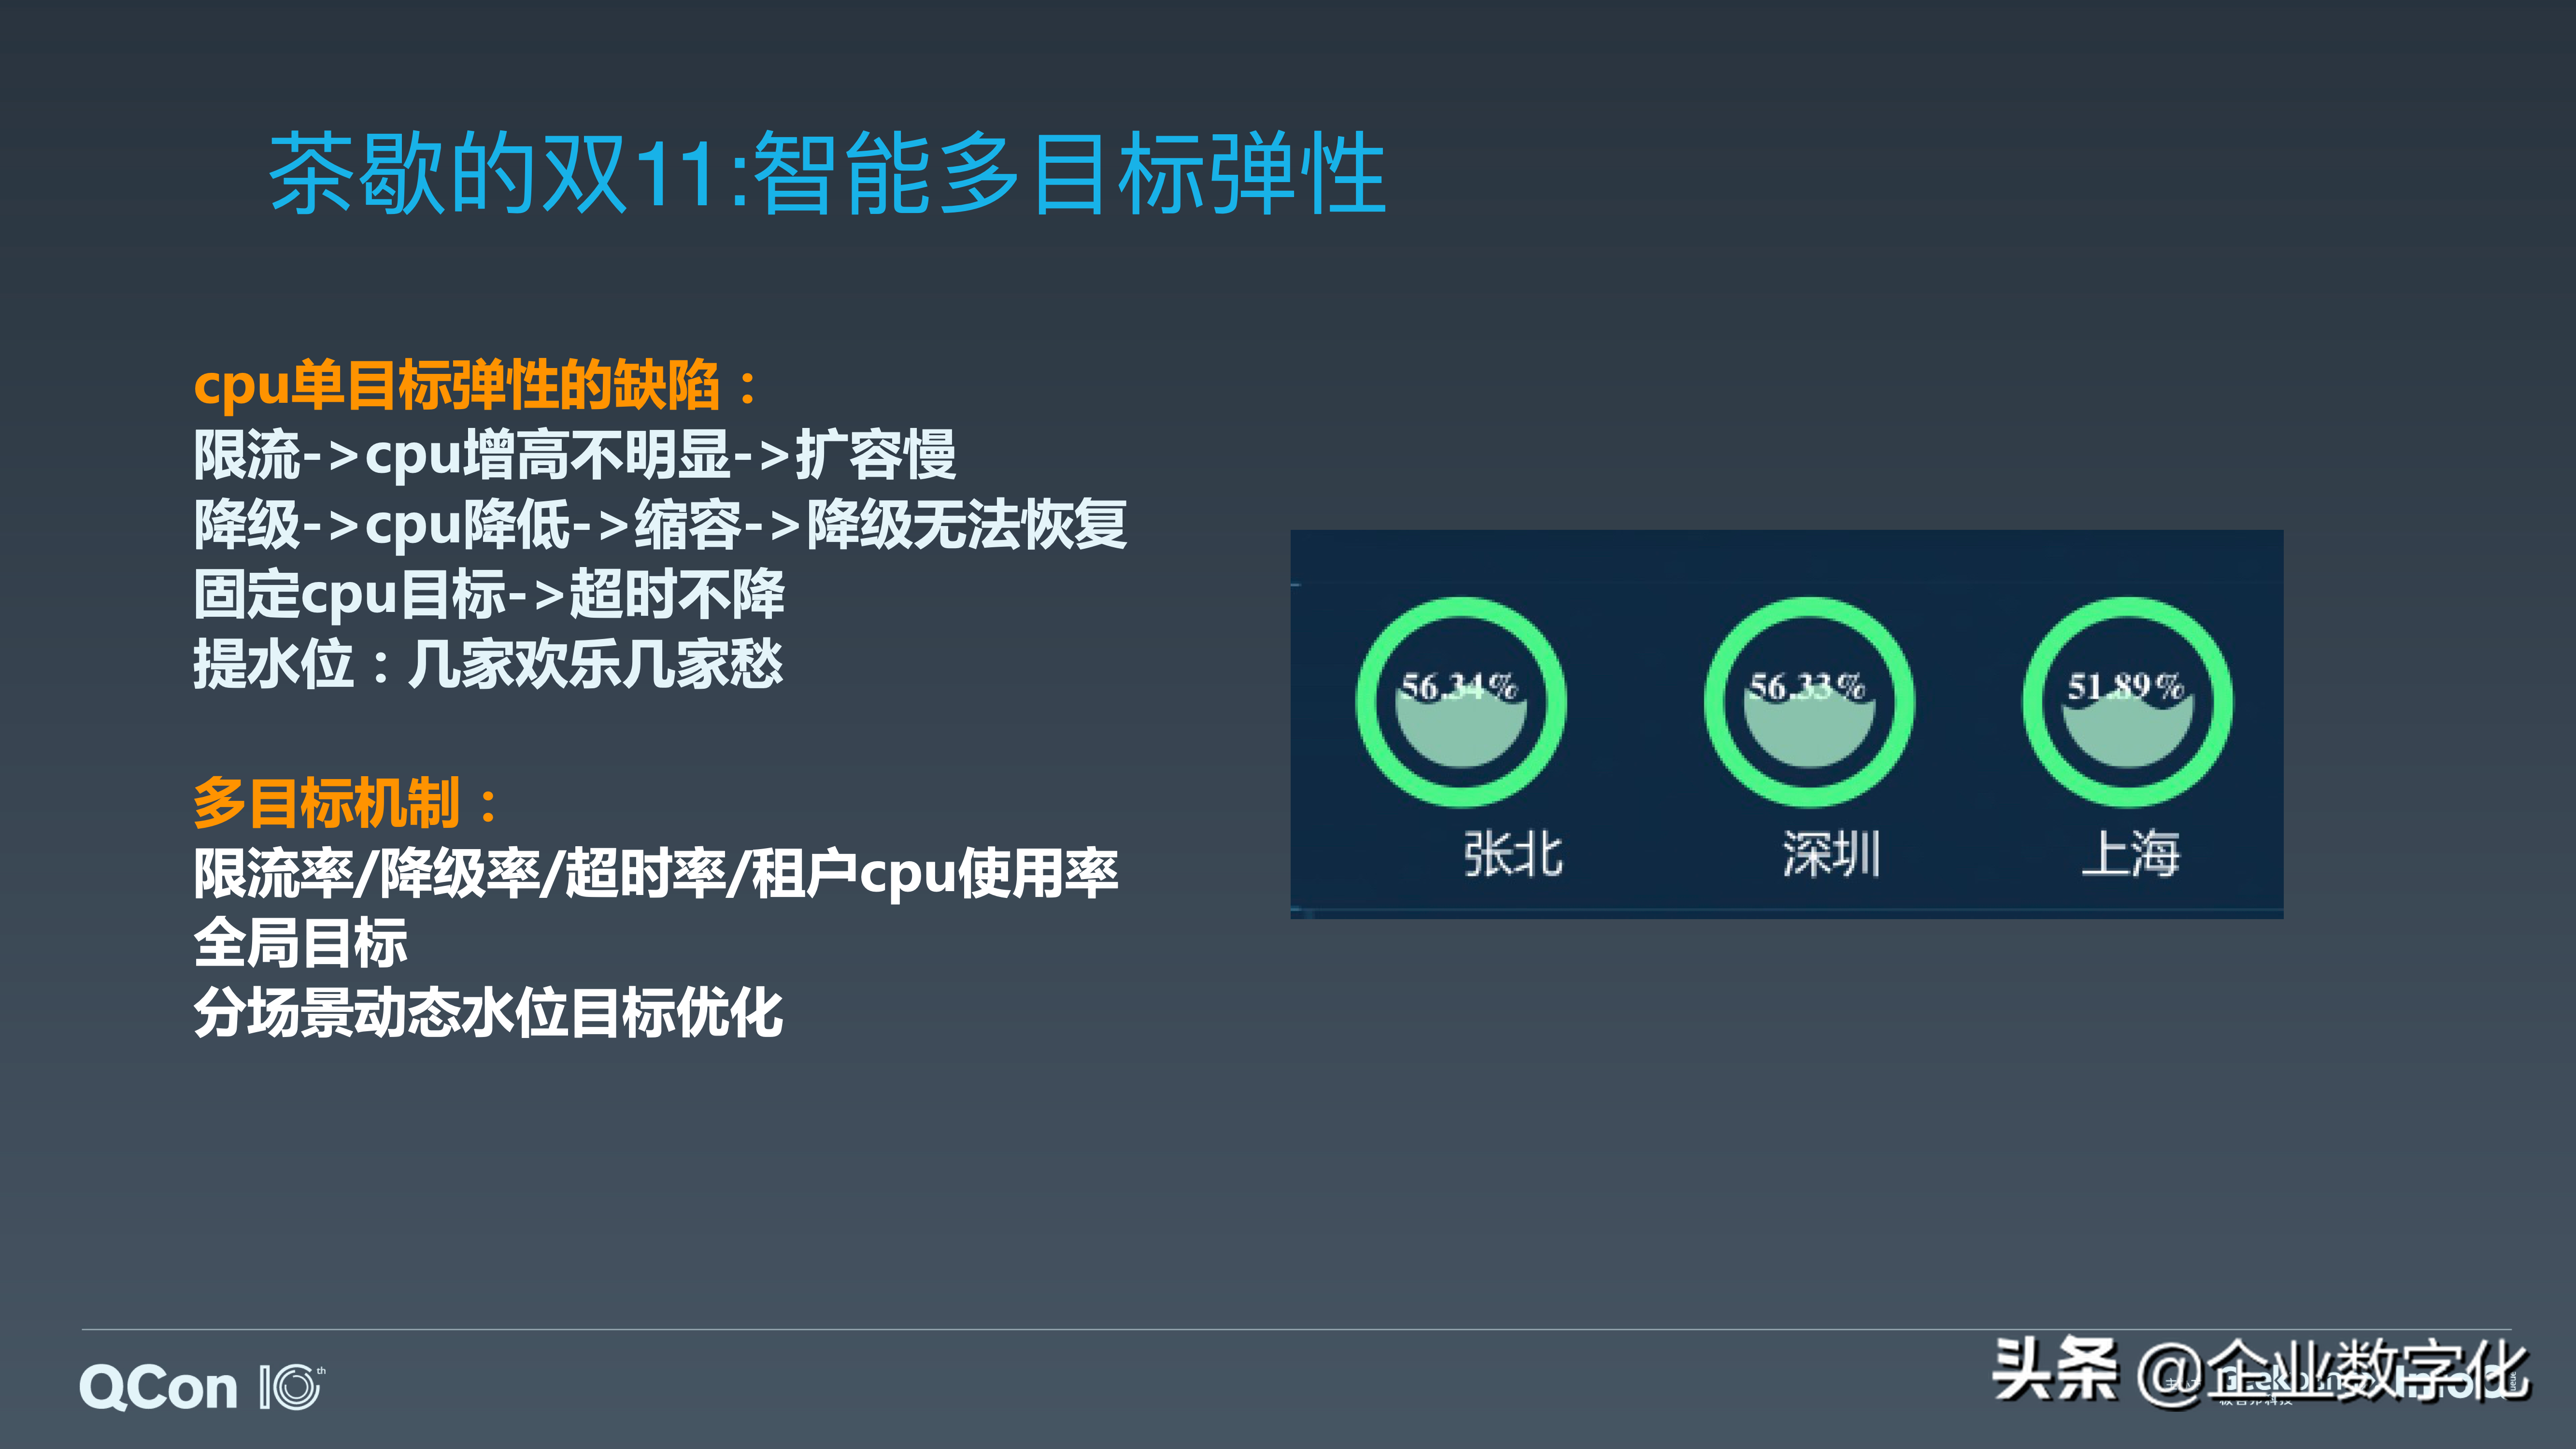 茶歇的双11:智能多目标弹性
cpu单目标弹性的缺陷：
限流->cpu增高不明显->扩容慢
降级->cpu降低->缩容->降级无法恢复
固定cpu目标->超时不降
提水位：几家欢乐几家愁
多目标机制：
限流率/降级率/超时率/租户cpu使用率
全局目标
分场景动态水位目标优化
56.34%
56.33%
51.89%
张北
深圳
上海
QCon 10th
头条 @企业数字化